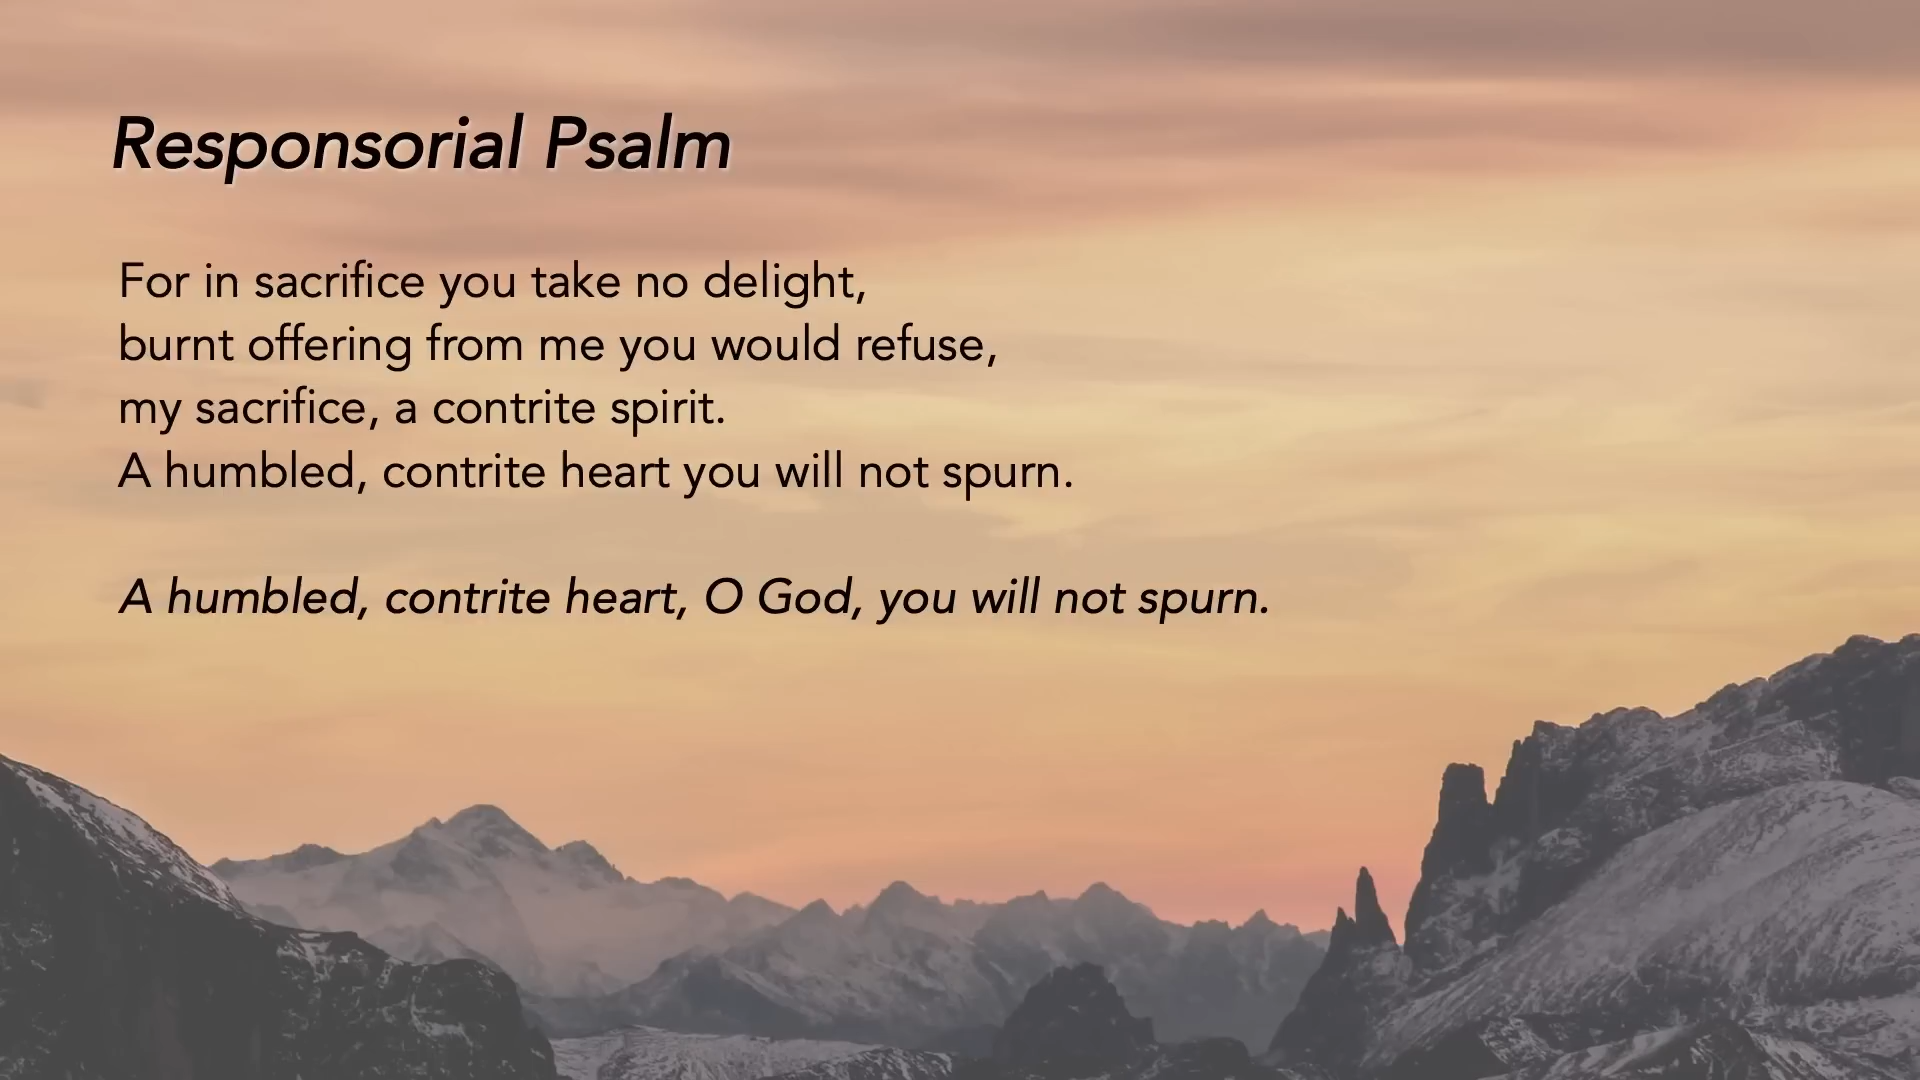 Responsorial Psalm
For in sacrifice you take no delight,
burnt offering from me you would refuse,
my sacrifice, a contrite spirit.
A humbled, contrite heart you will not spurn.
A humbled, contrite heart, O God, you will not spurn.